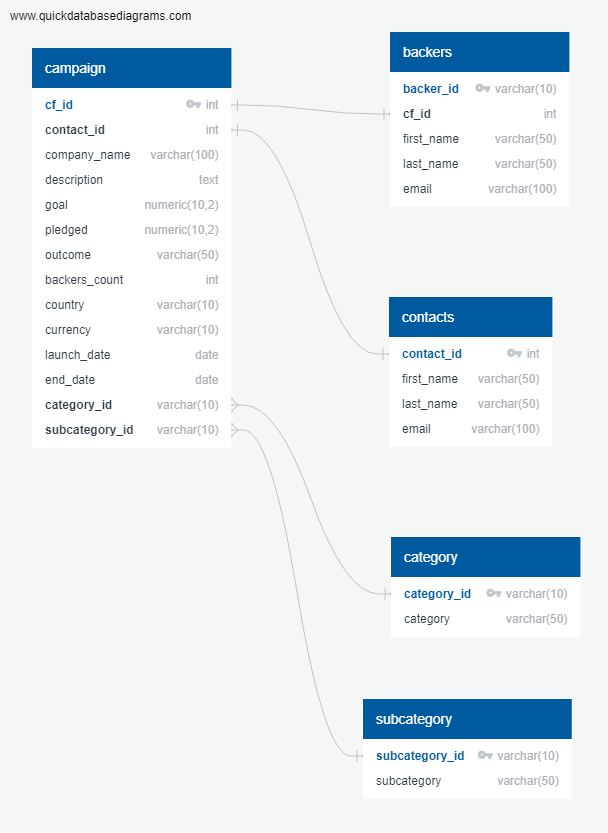 www.quickdatabasediagrams.com
campaign
cf_id int
contact_id int
company_name varchar(100)
description text
goal numeric(10,2)
pledged numeric(10,2)
outcome varchar(50)
backers_count int
country varchar(10)
currency varchar(10)
launch_date date
end_date date
category_id varchar(10)
subcategory_id varchar(10)
backers
backer_id varchar(10)
cf_id int
first_name varchar(50)
last_name varchar(50)
email varchar(100)
contacts
contact_id int
first_name varchar(50)
last_name varchar(50)
email varchar(100)
category
category_id varchar(10)
category varchar(50)
subcategory
subcategory_id varchar(10)
subcategory varchar(50)